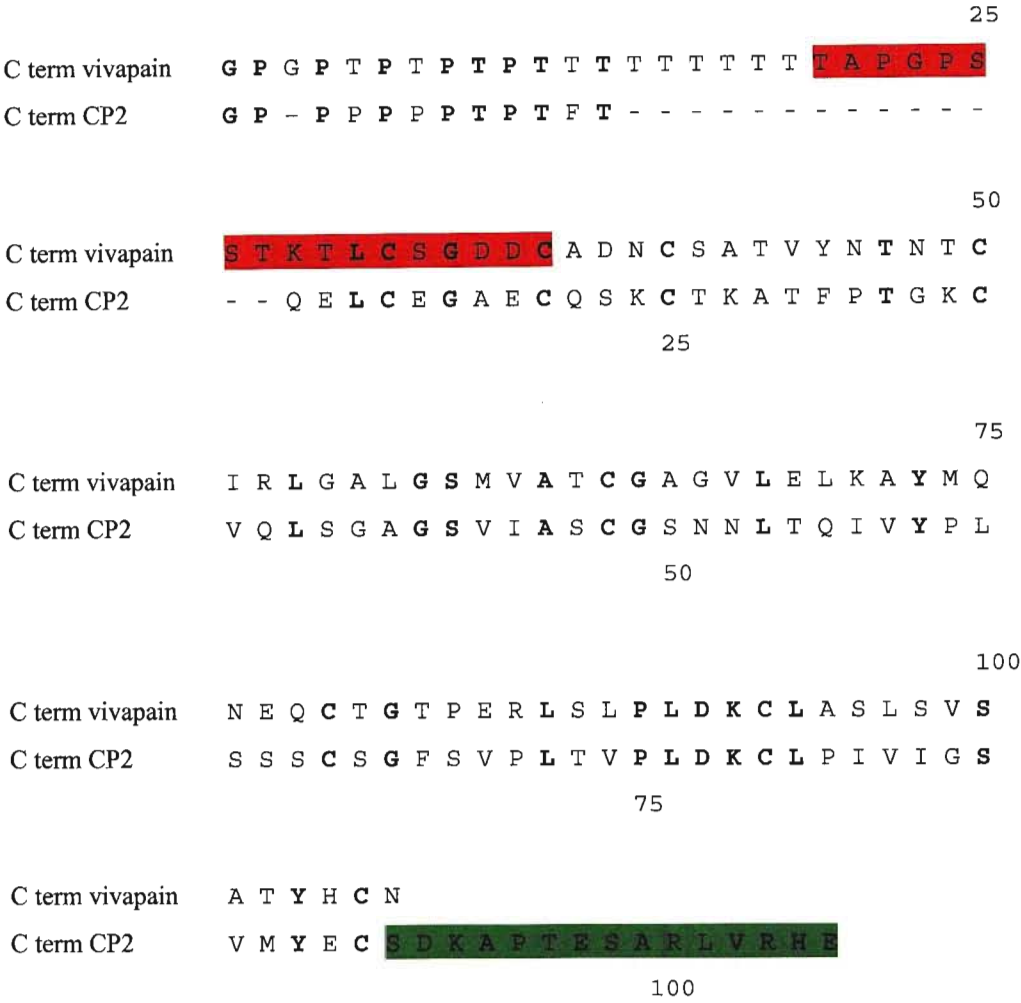 25
C term vivapain G P G P T P T P T P T T T T T T T T T T A P G P S
C term CP2 G P - P P P P P T P T F T - - - - - - - - - - - -
50
C term vivapain S T K T L C S G D D C A D N C S A T V Y N T N T C
C term CP2 - - Q E L C E G A E C Q S K C T K A T F P T G K C
25
75
C term vivapain I R L G A L G S M V A T C G A G V L E L K A Y M Q
C term CP2 V Q L S G A G S V I A S C G S N N L T Q I V Y P L
50
100
C term vivapain N E Q C T G T P E R L S L P L D K C L A S L S V S
C term CP2 S S S C S G F S V P L T V P L D K C L P I V I G S
75
C term vivapain A T Y H C N
C term CP2 V M Y E C S D K A P T E S A R L V R H E
100